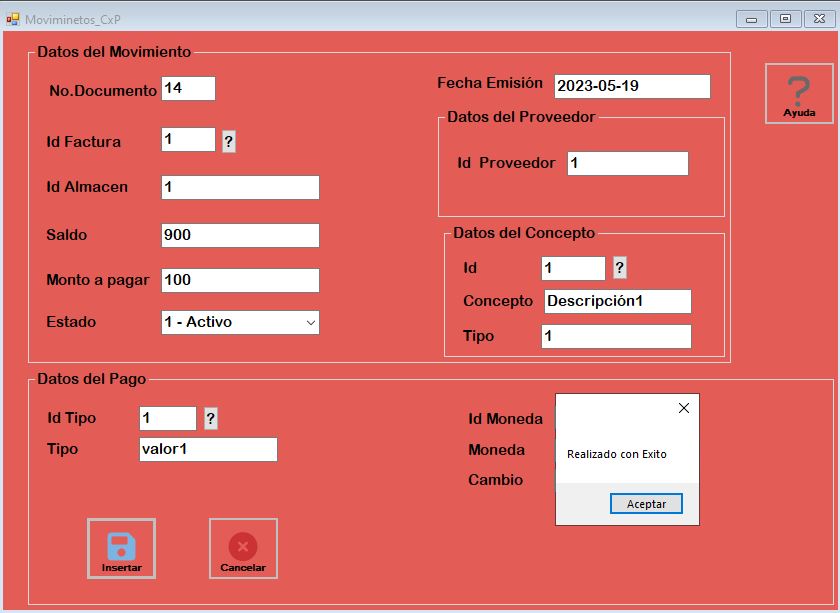 Moviminetos_CxP
Datos del Movimiento
No.Documento 14
Fecha Emisión 2023-05-19
? Ayuda
Id Factura 1 ?
Datos del Proveedor
Id Proveedor 1
Id Almacen 1
Saldo 900
Datos del Concepto
Id 1 ?
Monto a pagar 100
Concepto Descripción1
Estado 1 - Activo
Tipo 1
Datos del Pago
Id Tipo 1 ?
Id Moneda
Tipo valor1
Moneda
Cambio
Realizado con Exito
Aceptar
Insertar
Cancelar